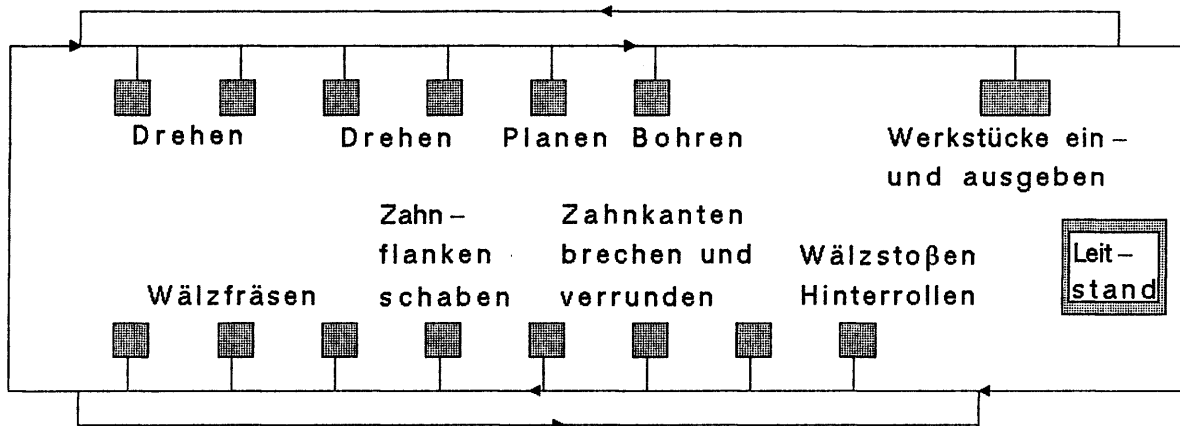 Drehen Drehen Planen Bohren Werkstücke ein–
und ausgeben
Zahn–
flanken
schaben
Zahnkanten
brechen und
verrunden
Wälzstoßen
Hinterrollen
Wälzfräsen
Leit–
stand